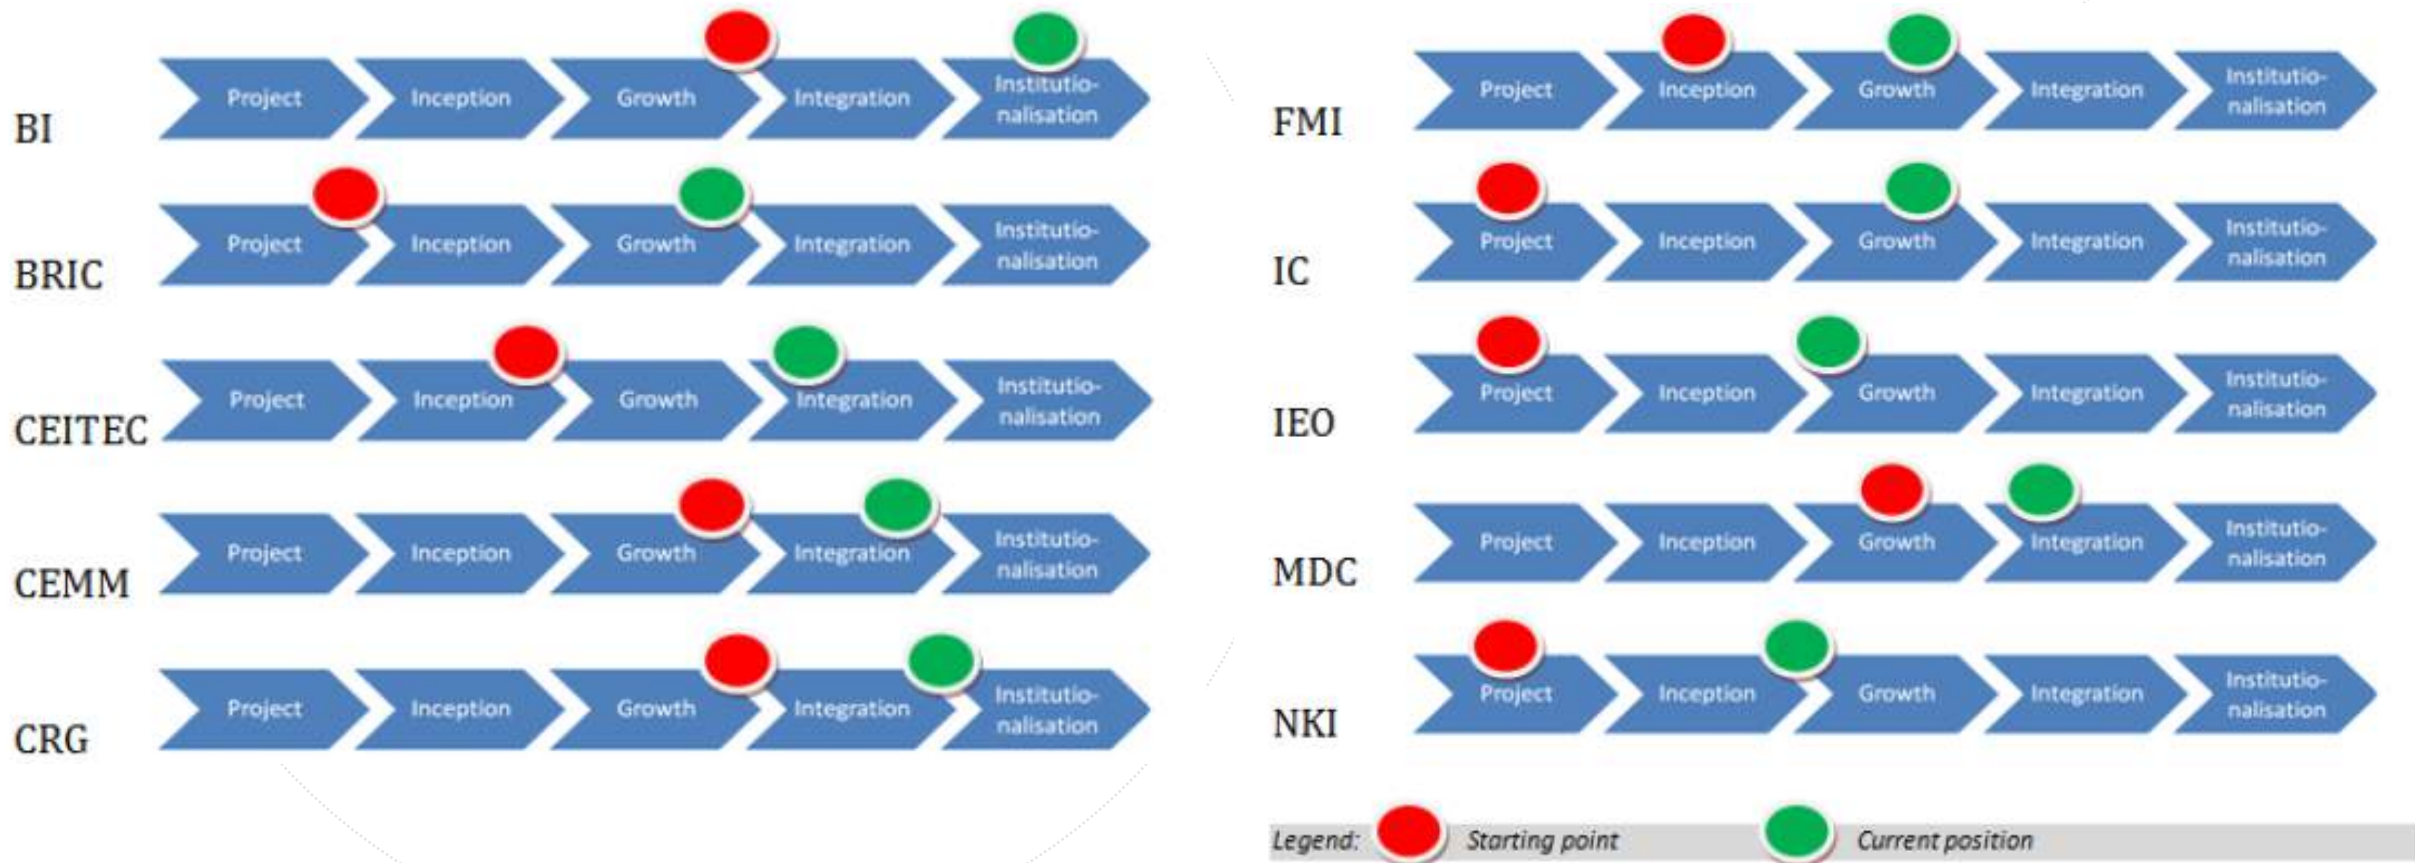 BI
Project
Inception
Growth
Integration
Institutio-
nalisation
BRIC
Project
Inception
Growth
Integration
Institutio-
nalisation
CEITEC
Project
Inception
Growth
Integration
Institutio-
nalisation
CEMM
Project
Inception
Growth
Integration
Institutio-
nalisation
CRG
Project
Inception
Growth
Integration
Institutio-
nalisation
FMI
Project
Inception
Growth
Integration
Institutio-
nalisation
IC
Project
Inception
Growth
Integration
Institutio-
nalisation
IEO
Project
Inception
Growth
Integration
Institutio-
nalisation
MDC
Project
Inception
Growth
Integration
Institutio-
nalisation
NKI
Project
Inception
Growth
Integration
Institutio-
nalisation
Legend: Starting point Current position